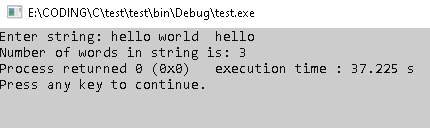 E:\CODING\C\test\test\bin\Debug\test.exe
Enter string: hello world  hello
Number of words in string is: 3
Process returned 0 (0x0)   execution time : 37.225 s
Press any key to continue.